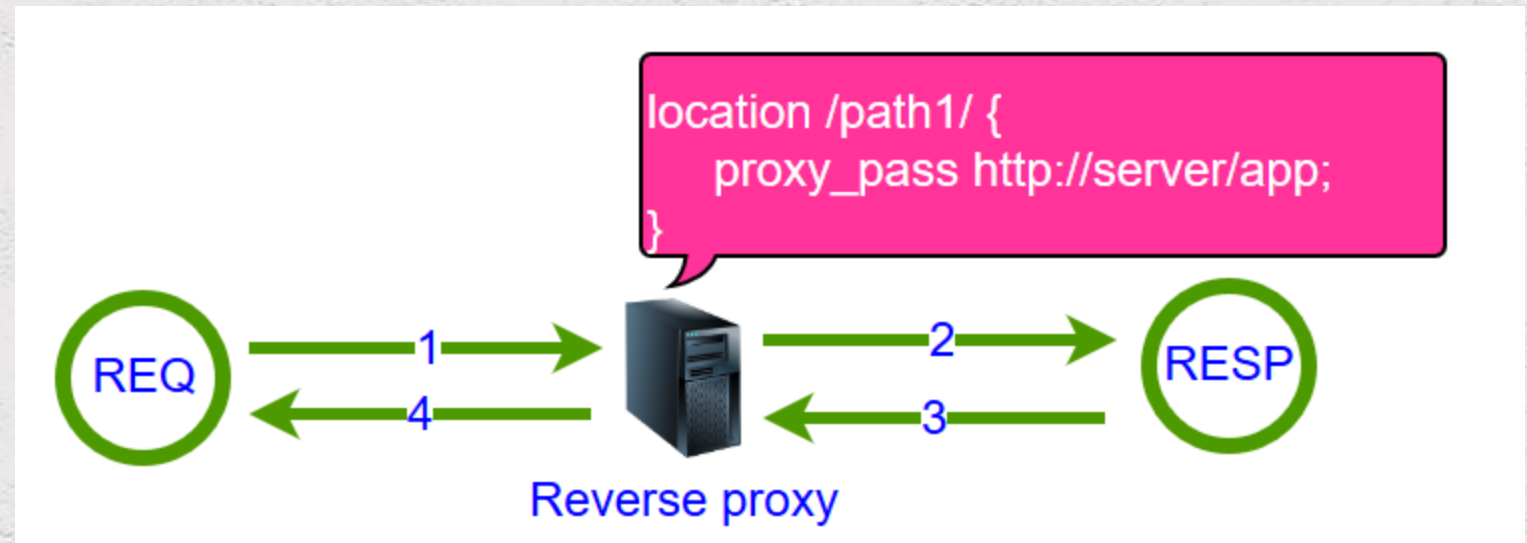 location /path1/ {
proxy_pass http://server/app;
}
REQ
1
2
RESP
4
3
Reverse proxy